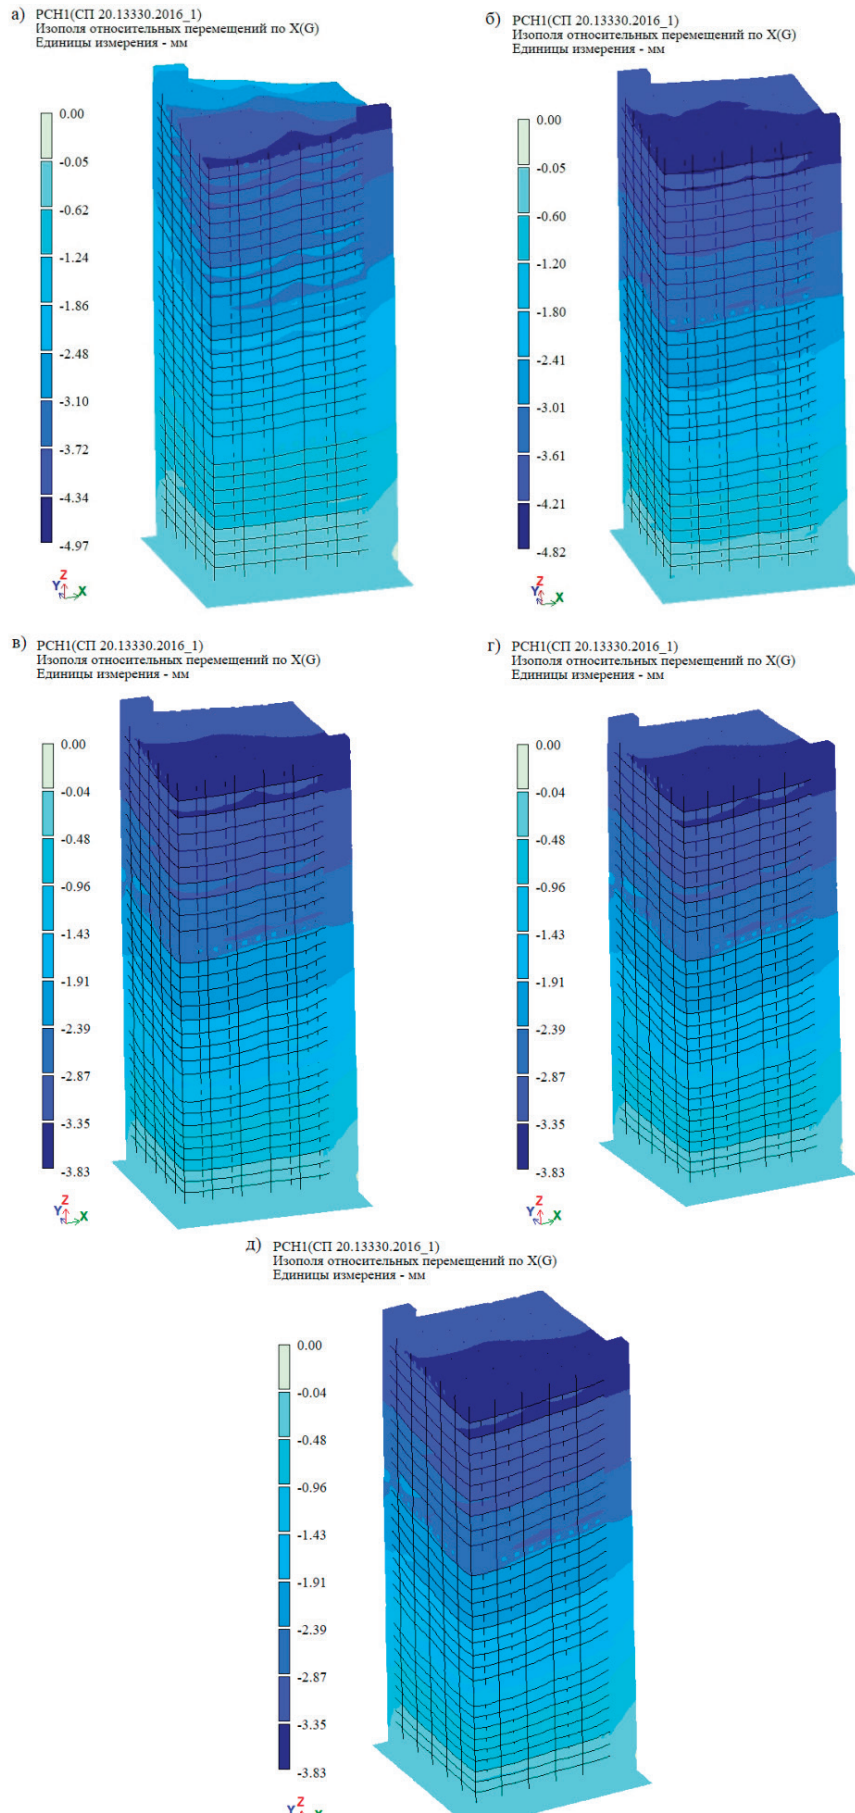 а) РСН1(СП 20.13330.2016_1)
Изополя относительных перемещений по X(G)
Единицы измерения - мм
0.00
-0.05
-0.62
-1.24
-1.86
-2.48
-3.10
-3.72
-4.34
-4.97
Z
Y X
б) РСН1(СП 20.13330.2016_1)
Изополя относительных перемещений по X(G)
Единицы измерения - мм
0.00
-0.05
-0.60
-1.20
-1.80
-2.41
-3.01
-3.61
-4.21
-4.82
Z
Y X
в) РСН1(СП 20.13330.2016_1)
Изополя относительных перемещений по X(G)
Единицы измерения - мм
0.00
-0.04
-0.48
-0.96
-1.43
-1.91
-2.39
-2.87
-3.35
-3.83
Z
Y X
г) РСН1(СП 20.13330.2016_1)
Изополя относительных перемещений по X(G)
Единицы измерения - мм
0.00
-0.04
-0.48
-0.96
-1.43
-1.91
-2.39
-2.87
-3.35
-3.83
Z
Y X
д) РСН1(СП 20.13330.2016_1)
Изополя относительных перемещений по X(G)
Единицы измерения - мм
0.00
-0.04
-0.48
-0.96
-1.43
-1.91
-2.39
-2.87
-3.35
-3.83
Z
Y X